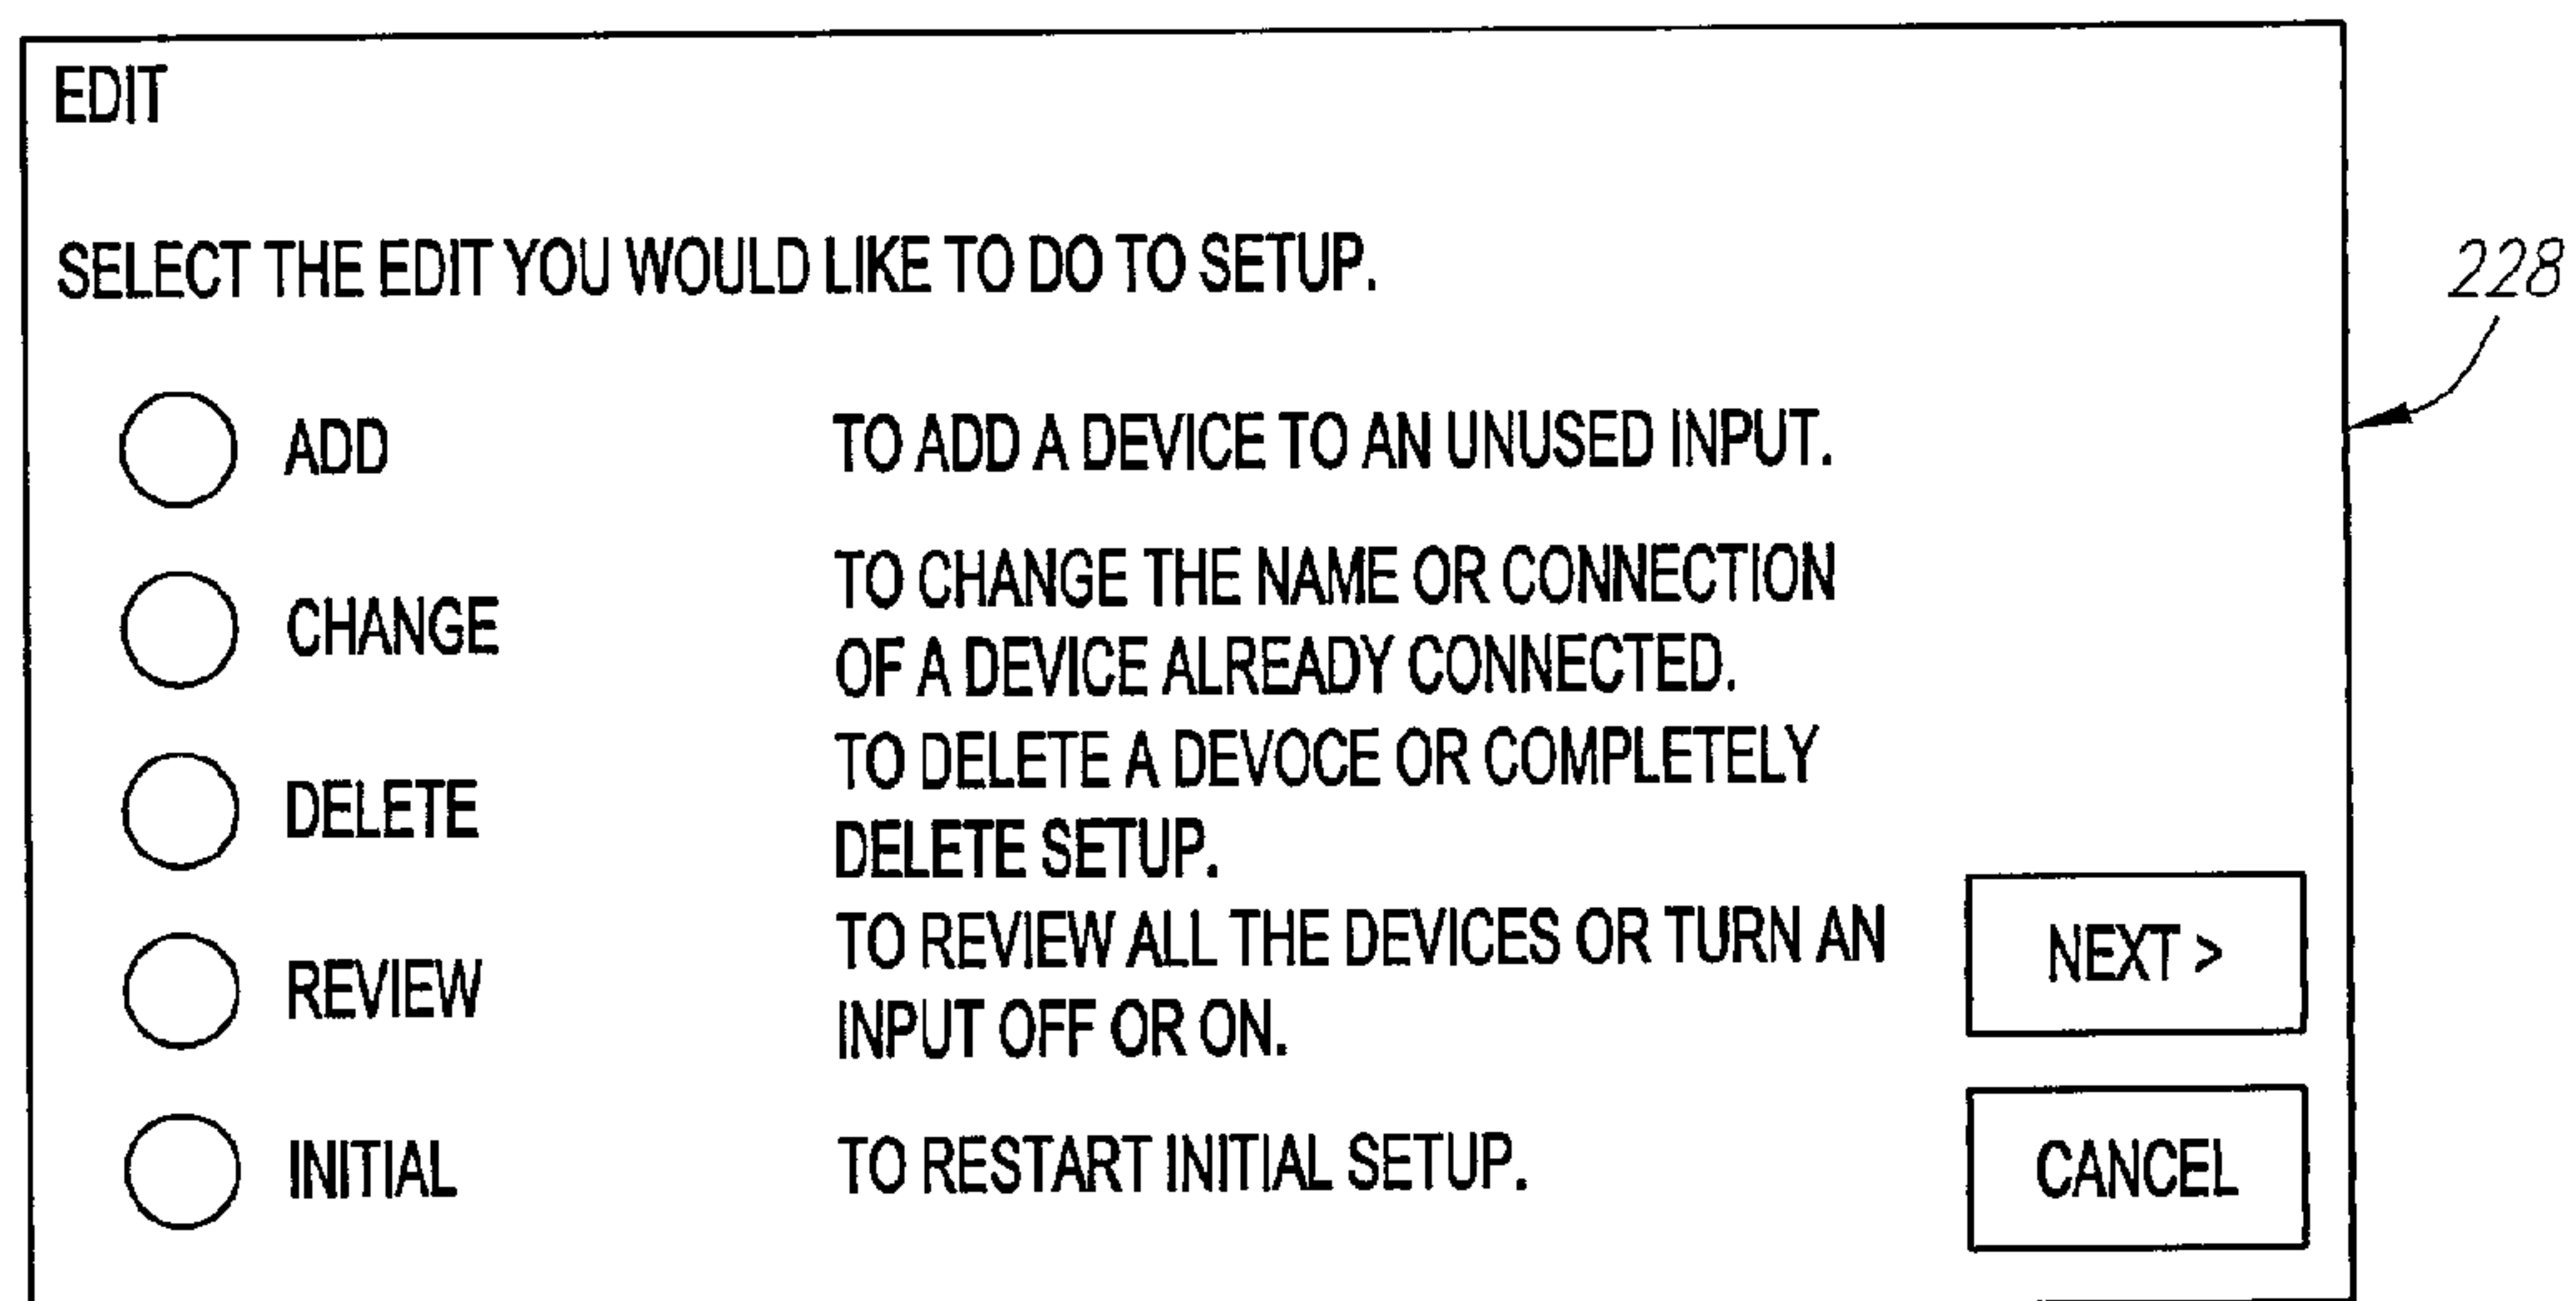 EDIT
SELECT THE EDIT YOU WOULD LIKE TO DO TO SETUP.
228
ADD TO ADD A DEVICE TO AN UNUSED INPUT.
CHANGE TO CHANGE THE NAME OR CONNECTION
OF A DEVICE ALREADY CONNECTED.
DELETE TO DELETE A DEVOCE OR COMPLETELY
DELETE SETUP.
REVIEW TO REVIEW ALL THE DEVICES OR TURN AN
INPUT OFF OR ON.
NEXT >
INITIAL TO RESTART INITIAL SETUP.
CANCEL